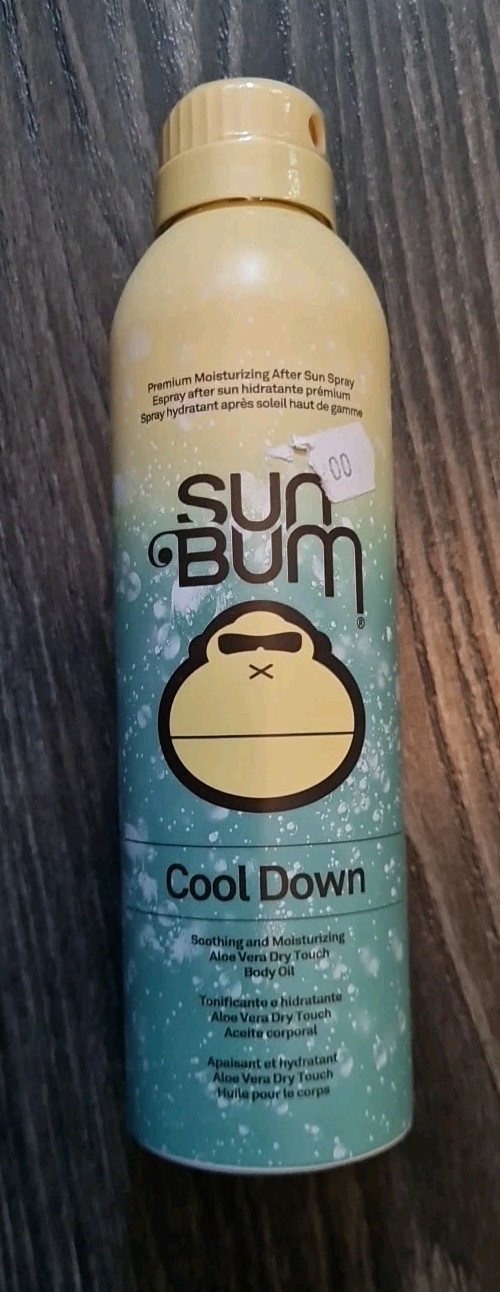 Premium Moisturizing After Sun Spray
Espray after sun hidratante prémium
Spray hydratant après soleil haut de gamme
00
SUN
BUM
®
Cool Down
Soothing and Moisturizing
Aloe Vera Dry Touch
Body Oil
Tonificante e hidratante
Aloe Vera Dry Touch
Aceite corporal
Apaisant et hydratant
Aloe Vera Dry Touch
Huile pour le corps